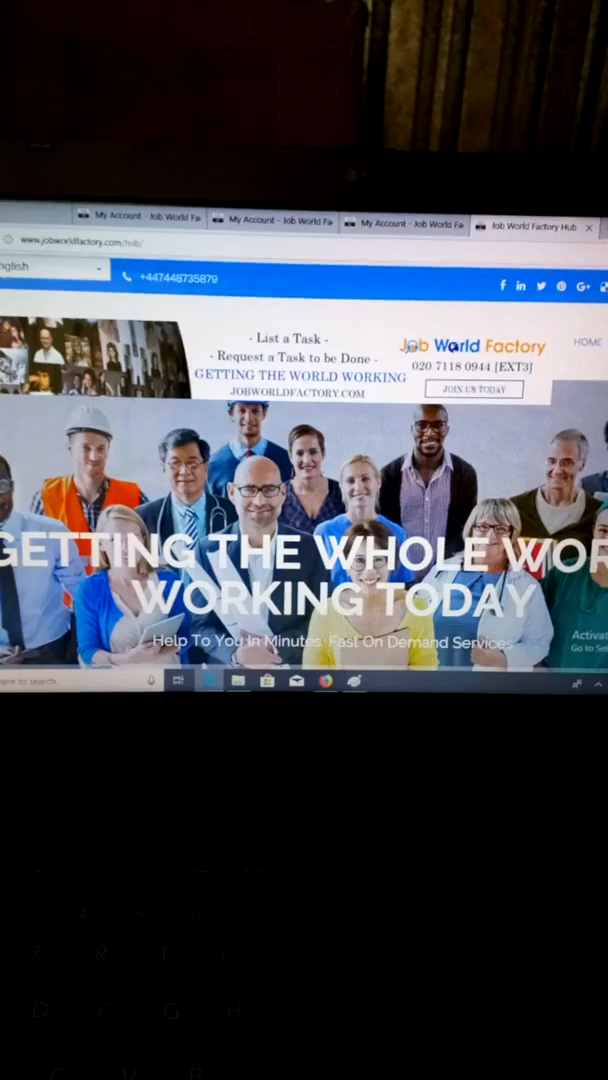 My Account - Job World Fa
My Account - Job World Fa
My Account - Job World Fa
Job World Factory Hub
www.jobworldfactory.com/hub/
nglish
+447448735879
- List a Task -
- Request a Task to be Done -
GETTING THE WORLD WORKING
JOBWORLDFACTORY.COM
Job World Factory
020 7118 0944 [EXT3]
JOIN US TODAY
HOME
GETTING THE WHOLE WOR
WORKING TODAY
Help To You In Minutes. Fast On Demand Services
Activat
Go to Set
here to search
E R T Y
D F G H
C V B